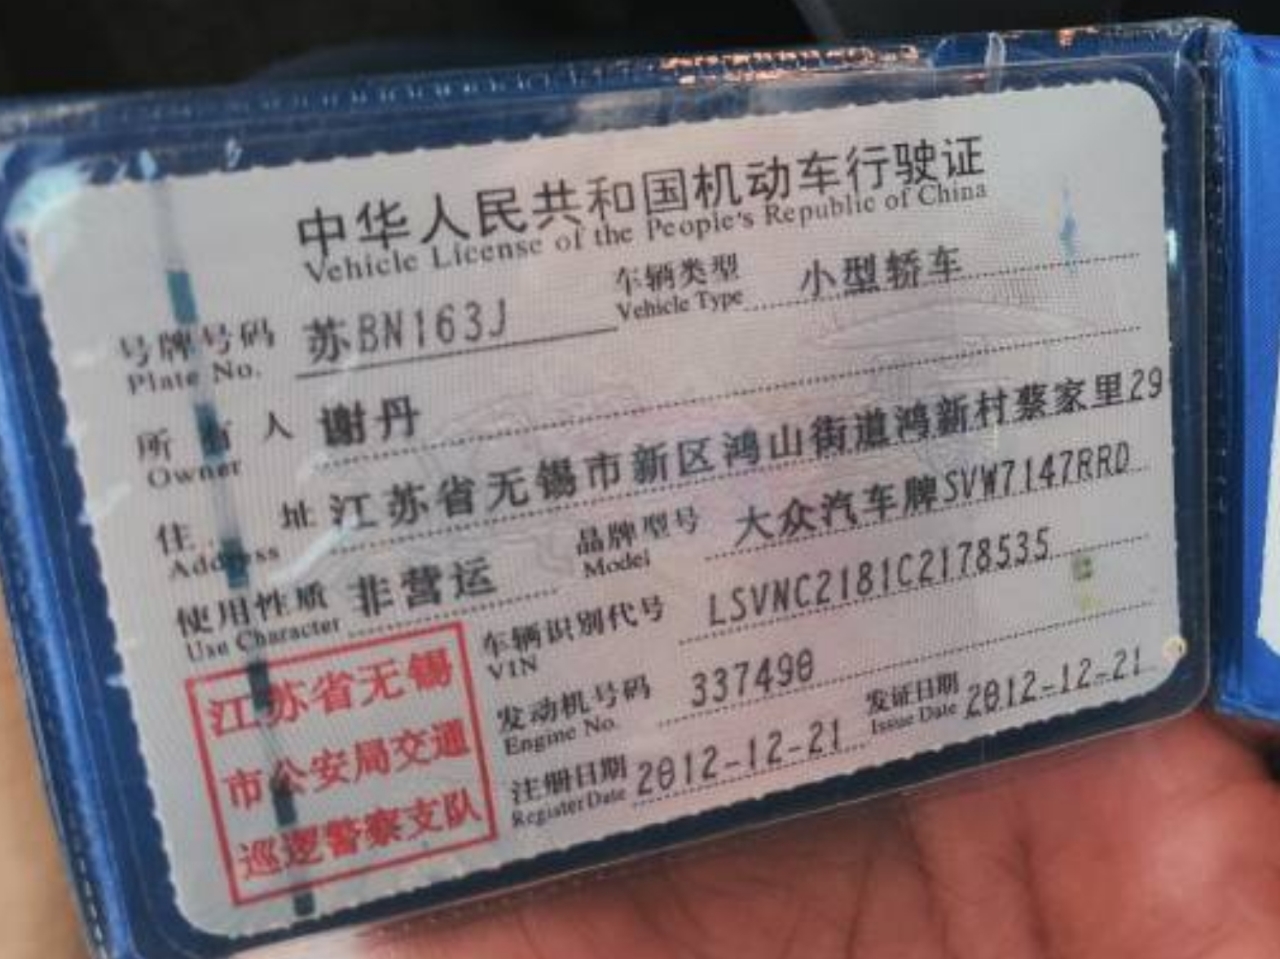 中华人民共和国机动车行驶证
Vehicle License of the People's Republic of China
号牌号码 苏BN163J 车辆类型 小型轿车
Plate No. Vehicle Type
所有人 谢丹
Owner
住址 江苏省无锡市新区鸿山街道鸿新村蔡家里29
Address
使用性质 非营运 品牌型号 大众汽车牌SVW7147RRD
Use Character Model
车辆识别代号 LSVNC2181C2178535
VIN
发动机号码 337490
Engine No.
注册日期 2012-12-21 发证日期 2012-12-21
Register Date Issue Date
江苏省无锡
市公安局交通
巡逻警察支队